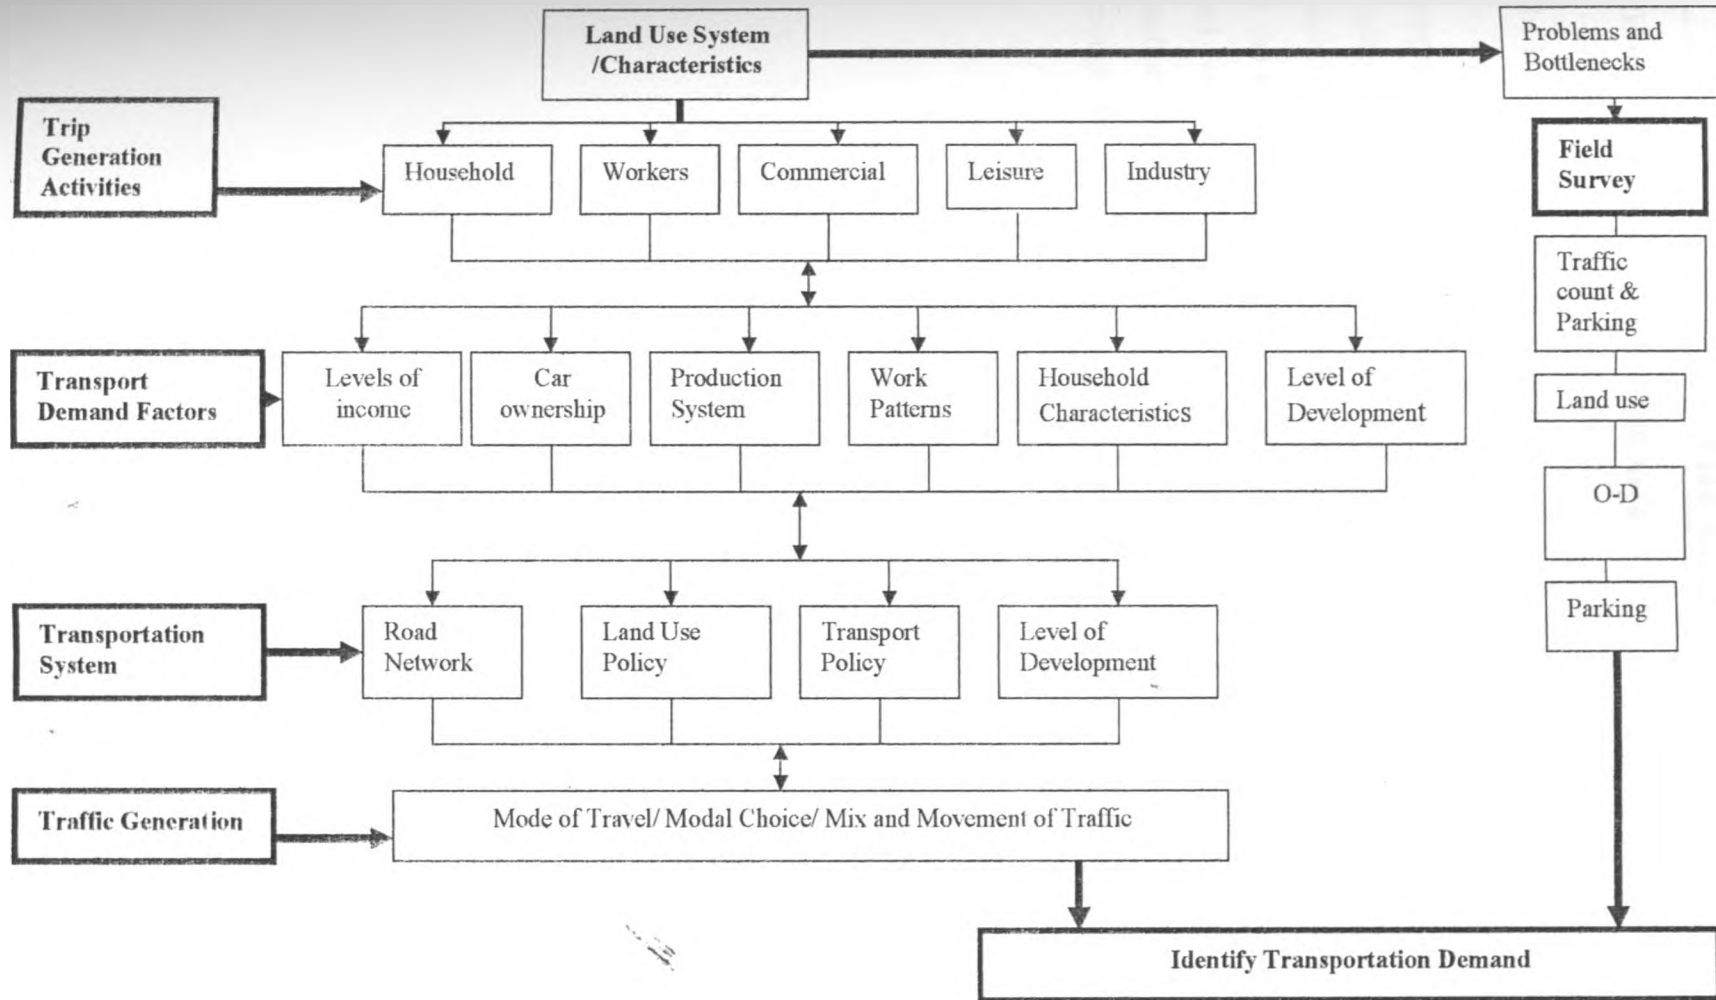 Land Use System
/Characteristics
Problems and
Bottlenecks
Trip
Generation
Activities
Household
Workers
Commercial
Leisure
Industry
Field
Survey
Traffic
count &
Parking
Transport
Demand Factors
Levels of
income
Car
ownership
Production
System
Work
Patterns
Household
Characteristics
Level of
Development
Land use
O-D
Transportation
System
Road
Network
Land Use
Policy
Transport
Policy
Level of
Development
Parking
Traffic Generation
Mode of Travel/ Modal Choice/ Mix and Movement of Traffic
Identify Transportation Demand